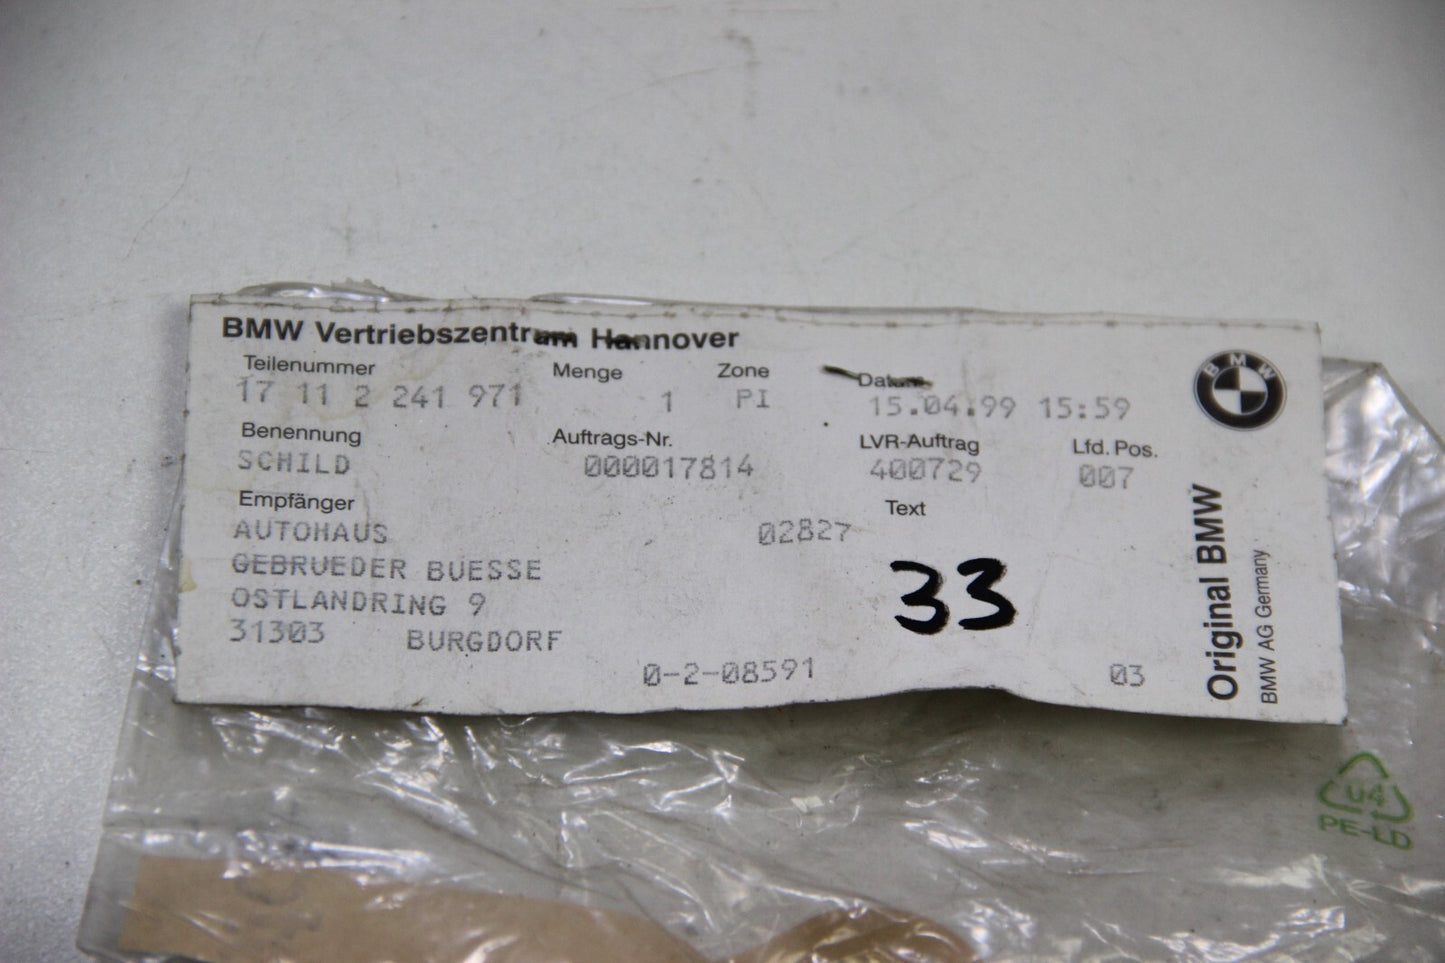 BMW Vertriebszentrum Hannover
Teilenummer Menge Zone Datum
17 11 2 241 971 1 PI 15.04.99 15:59
Benennung Auftrags-Nr. LVR-Auftrag Lfd. Pos.
SCHILD 000017814 400729 007
Empfänger Text
AUTOHAUS 02827
GEBRUEDER BUESSE
OSTLANDRING 9
31303 BURGDORF
33
0-2-08591 03
BMW
Original BMW
BMW AG Germany
04
PE-LD